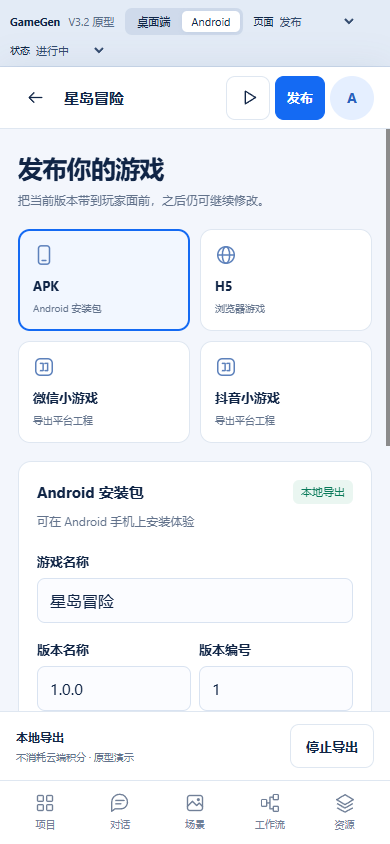 GameGen V3.2 原型 桌面端 Android 页面 发布
状态 进行中
星岛冒险 发布 A
发布你的游戏
把当前版本带到玩家面前，之后仍可继续修改。
APK
Android 安装包
H5
浏览器游戏
微信小游戏
导出平台工程
抖音小游戏
导出平台工程
Android 安装包 本地导出
可在 Android 手机上安装体验
游戏名称
星岛冒险
版本名称 版本编号
1.0.0 1
本地导出
不消耗云端积分 · 原型演示
停止导出
项目 对话 场景 工作流 资源